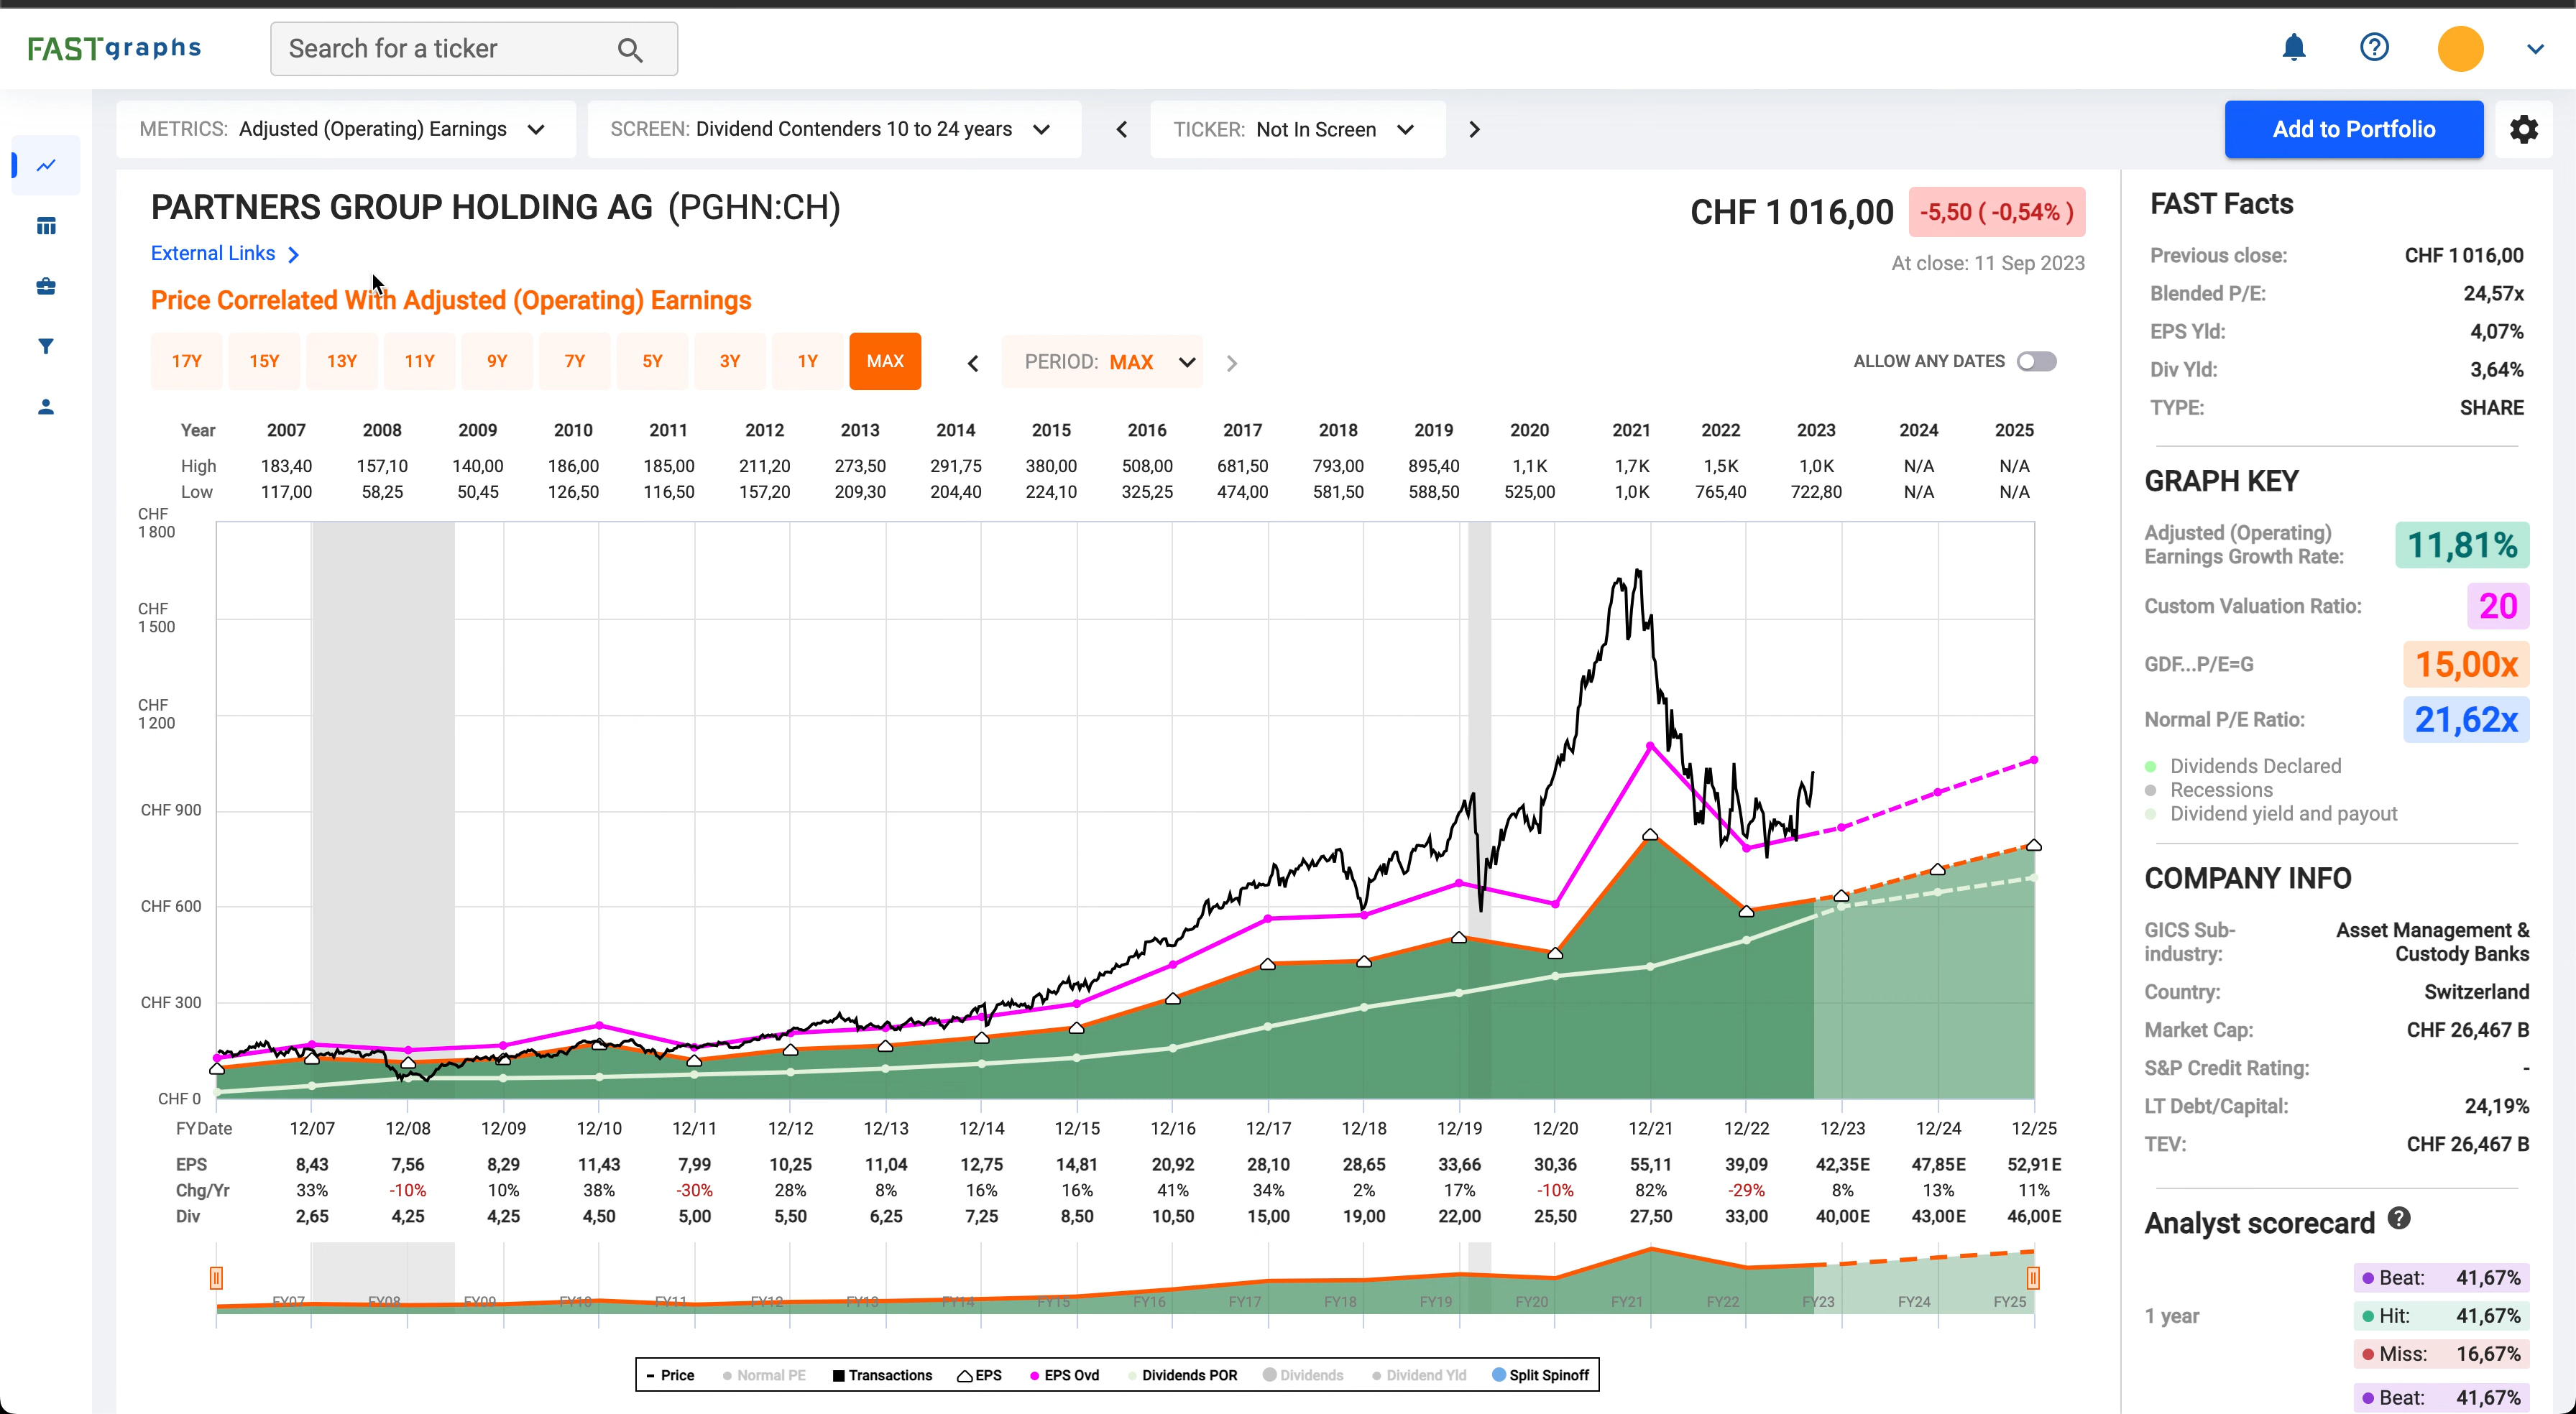 FASTgraphs
Search for a ticker
METRICS: Adjusted (Operating) Earnings
SCREEN: Dividend Contenders 10 to 24 years
TICKER: Not In Screen
Add to Portfolio
PARTNERS GROUP HOLDING AG (PGHN:CH)
CHF 1 016,00 -5,50 ( -0,54% )
External Links
At close: 11 Sep 2023
Price Correlated With Adjusted (Operating) Earnings
17Y 15Y 13Y 11Y 9Y 7Y 5Y 3Y 1Y MAX
PERIOD: MAX
ALLOW ANY DATES
Year 2007 2008 2009 2010 2011 2012 2013 2014 2015 2016 2017 2018 2019 2020 2021 2022 2023 2024 2025
High 183,40 157,10 140,00 186,00 185,00 211,20 273,50 291,75 380,00 508,00 681,50 793,00 895,40 1,1K 1,7K 1,5K 1,0K N/A N/A
Low 117,00 58,25 50,45 126,50 116,50 157,20 209,30 204,40 224,10 325,25 474,00 581,50 588,50 525,00 1,0K 765,40 722,80 N/A N/A
CHF
1 800
CHF
1 500
CHF
1 200
CHF 900
CHF 600
CHF 300
CHF 0
FYDate 12/07 12/08 12/09 12/10 12/11 12/12 12/13 12/14 12/15 12/16 12/17 12/18 12/19 12/20 12/21 12/22 12/23 12/24 12/25
EPS 8,43 7,56 8,29 11,43 7,99 10,25 11,04 12,75 14,81 20,92 28,10 28,65 33,66 30,36 55,11 39,09 42,35E 47,85E 52,91E
Chg/Yr 33% -10% 10% 38% -30% 28% 8% 16% 16% 41% 34% 2% 17% -10% 82% -29% 8% 13% 11%
Div 2,65 4,25 4,25 4,50 5,00 5,50 6,25 7,25 8,50 10,50 15,00 19,00 22,00 25,50 27,50 33,00 40,00E 43,00E 46,00E
FY07 FY08 FY09 FY10 FY11 FY12 FY13 FY14 FY15 FY16 FY17 FY18 FY19 FY20 FY21 FY22 FY23 FY24 FY25
Price Normal PE Transactions EPS EPS Ovd Dividends POR Dividends Dividend Yld Split Spinoff
FAST Facts
Previous close: CHF 1 016,00
Blended P/E: 24,57x
EPS Yld: 4,07%
Div Yld: 3,64%
TYPE: SHARE
GRAPH KEY
Adjusted (Operating)
Earnings Growth Rate: 11,81%
Custom Valuation Ratio: 20
GDF...P/E=G 15,00x
Normal P/E Ratio: 21,62x
Dividends Declared
Recessions
Dividend yield and payout
COMPANY INFO
GICS Sub- Asset Management &
industry: Custody Banks
Country: Switzerland
Market Cap: CHF 26,467 B
S&P Credit Rating: -
LT Debt/Capital: 24,19%
TEV: CHF 26,467 B
Analyst scorecard
Beat: 41,67%
1 year Hit: 41,67%
Miss: 16,67%
Beat: 41,67%